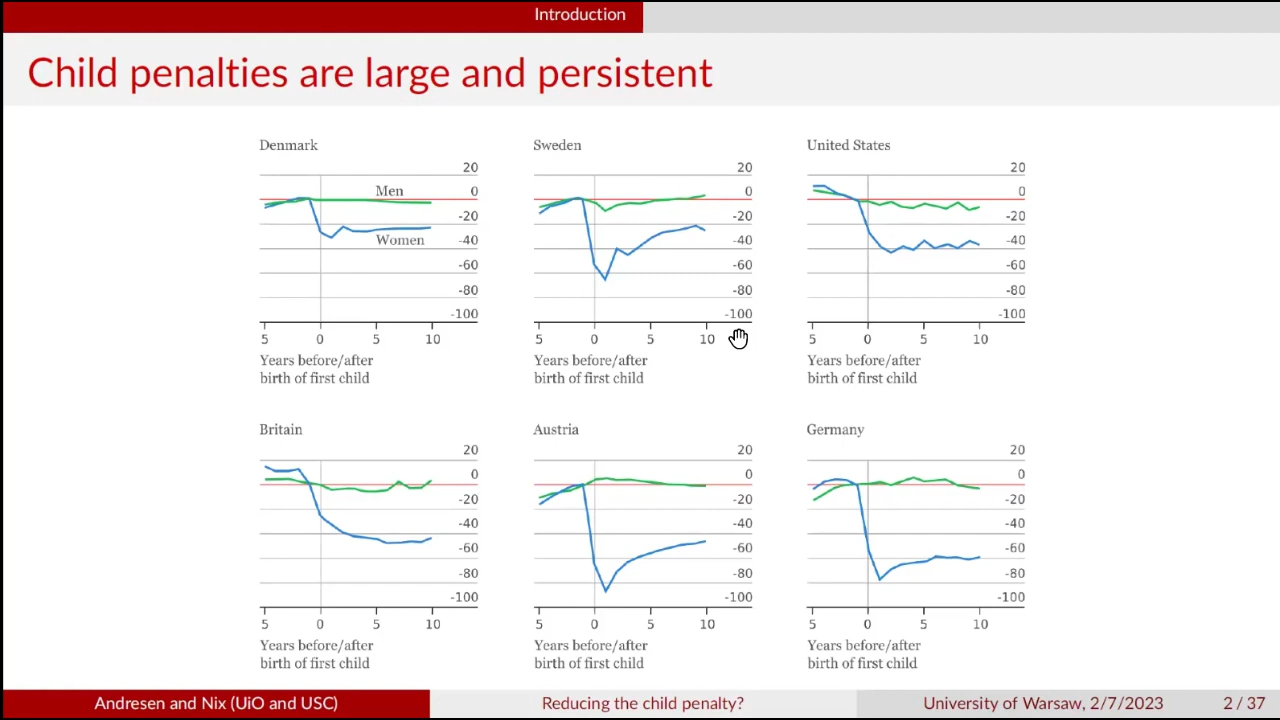 Introduction
Child penalties are large and persistent
Denmark
20
0
-20
-40
-60
-80
-100
Men
Women
5 0 5 10
Years before/after
birth of first child
Sweden
20
0
-20
-40
-60
-80
-100
5 0 5 10
Years before/after
birth of first child
United States
20
0
-20
-40
-60
-80
-100
5 0 5 10
Years before/after
birth of first child
Britain
20
0
-20
-40
-60
-80
-100
5 0 5 10
Years before/after
birth of first child
Austria
20
0
-20
-40
-60
-80
-100
5 0 5 10
Years before/after
birth of first child
Germany
20
0
-20
-40
-60
-80
-100
5 0 5 10
Years before/after
birth of first child
Andresen and Nix (UiO and USC) Reducing the child penalty? University of Warsaw, 2/7/2023 2 / 37